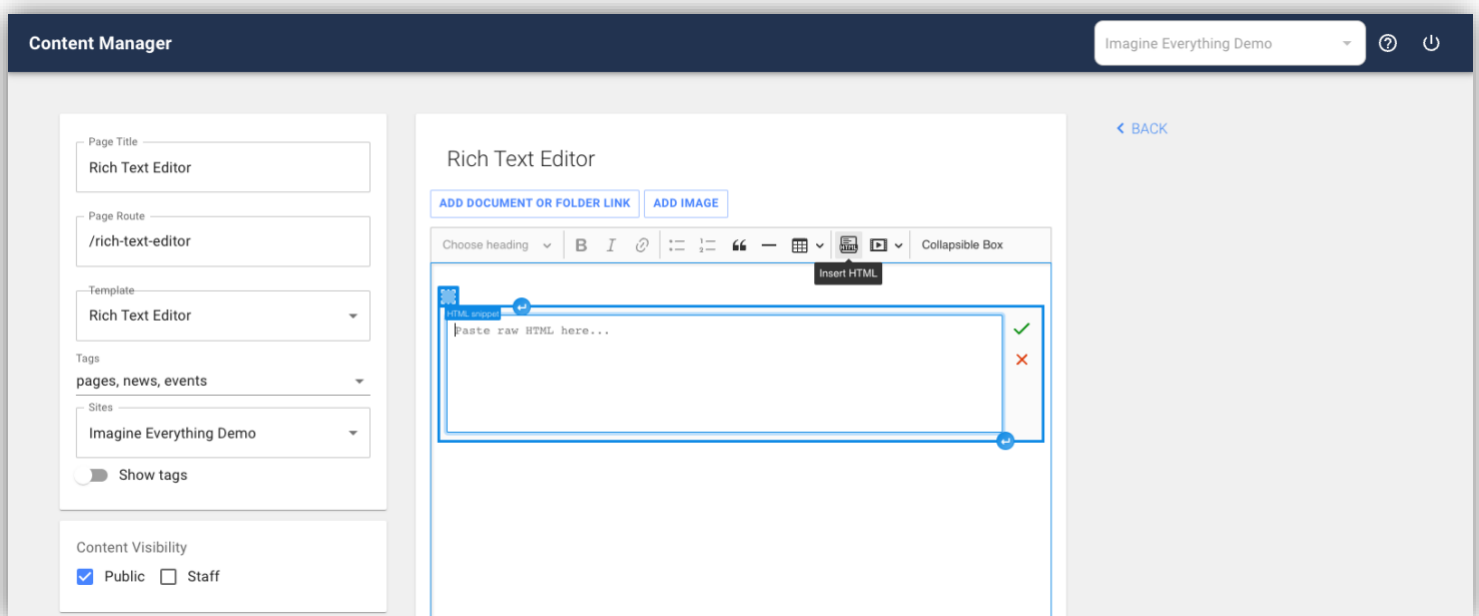 Content Manager
Imagine Everything Demo
Page Title
Rich Text Editor
Page Route
/rich-text-editor
Template
Rich Text Editor
Tags
pages, news, events
Sites
Imagine Everything Demo
Show tags
Content Visibility
Public
Staff
Rich Text Editor
ADD DOCUMENT OR FOLDER LINK
ADD IMAGE
Choose heading
B I
HTML
Collapsible Box
Insert HTML
HTML snippet
Paste raw HTML here...
BACK